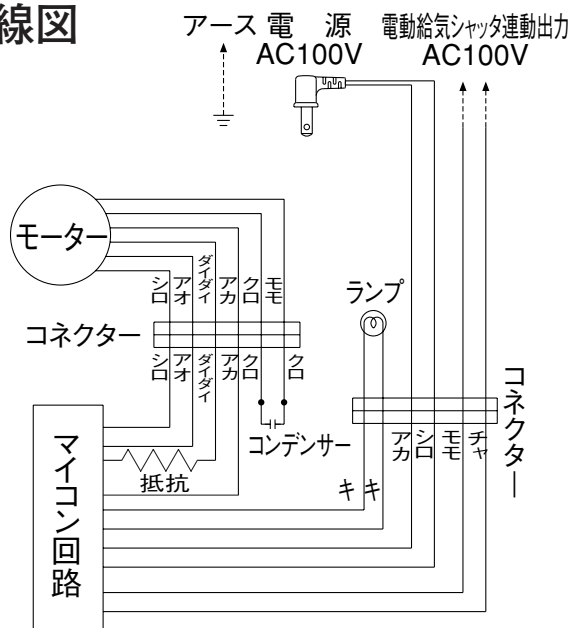 線図
アース
電 源
AC100V
電動給気シャッタ連動出力
AC100V
モーター
シロ
アオ
ダイダイ
アカ
クロ
モモ
コネクター
シロ
アオ
ダイダイ
アカ
クロ
クロ
コンデンサー
ランプ
コネクター
アカ
シロ
モモ
チャ
キ
キ
抵抗
マイコン回路